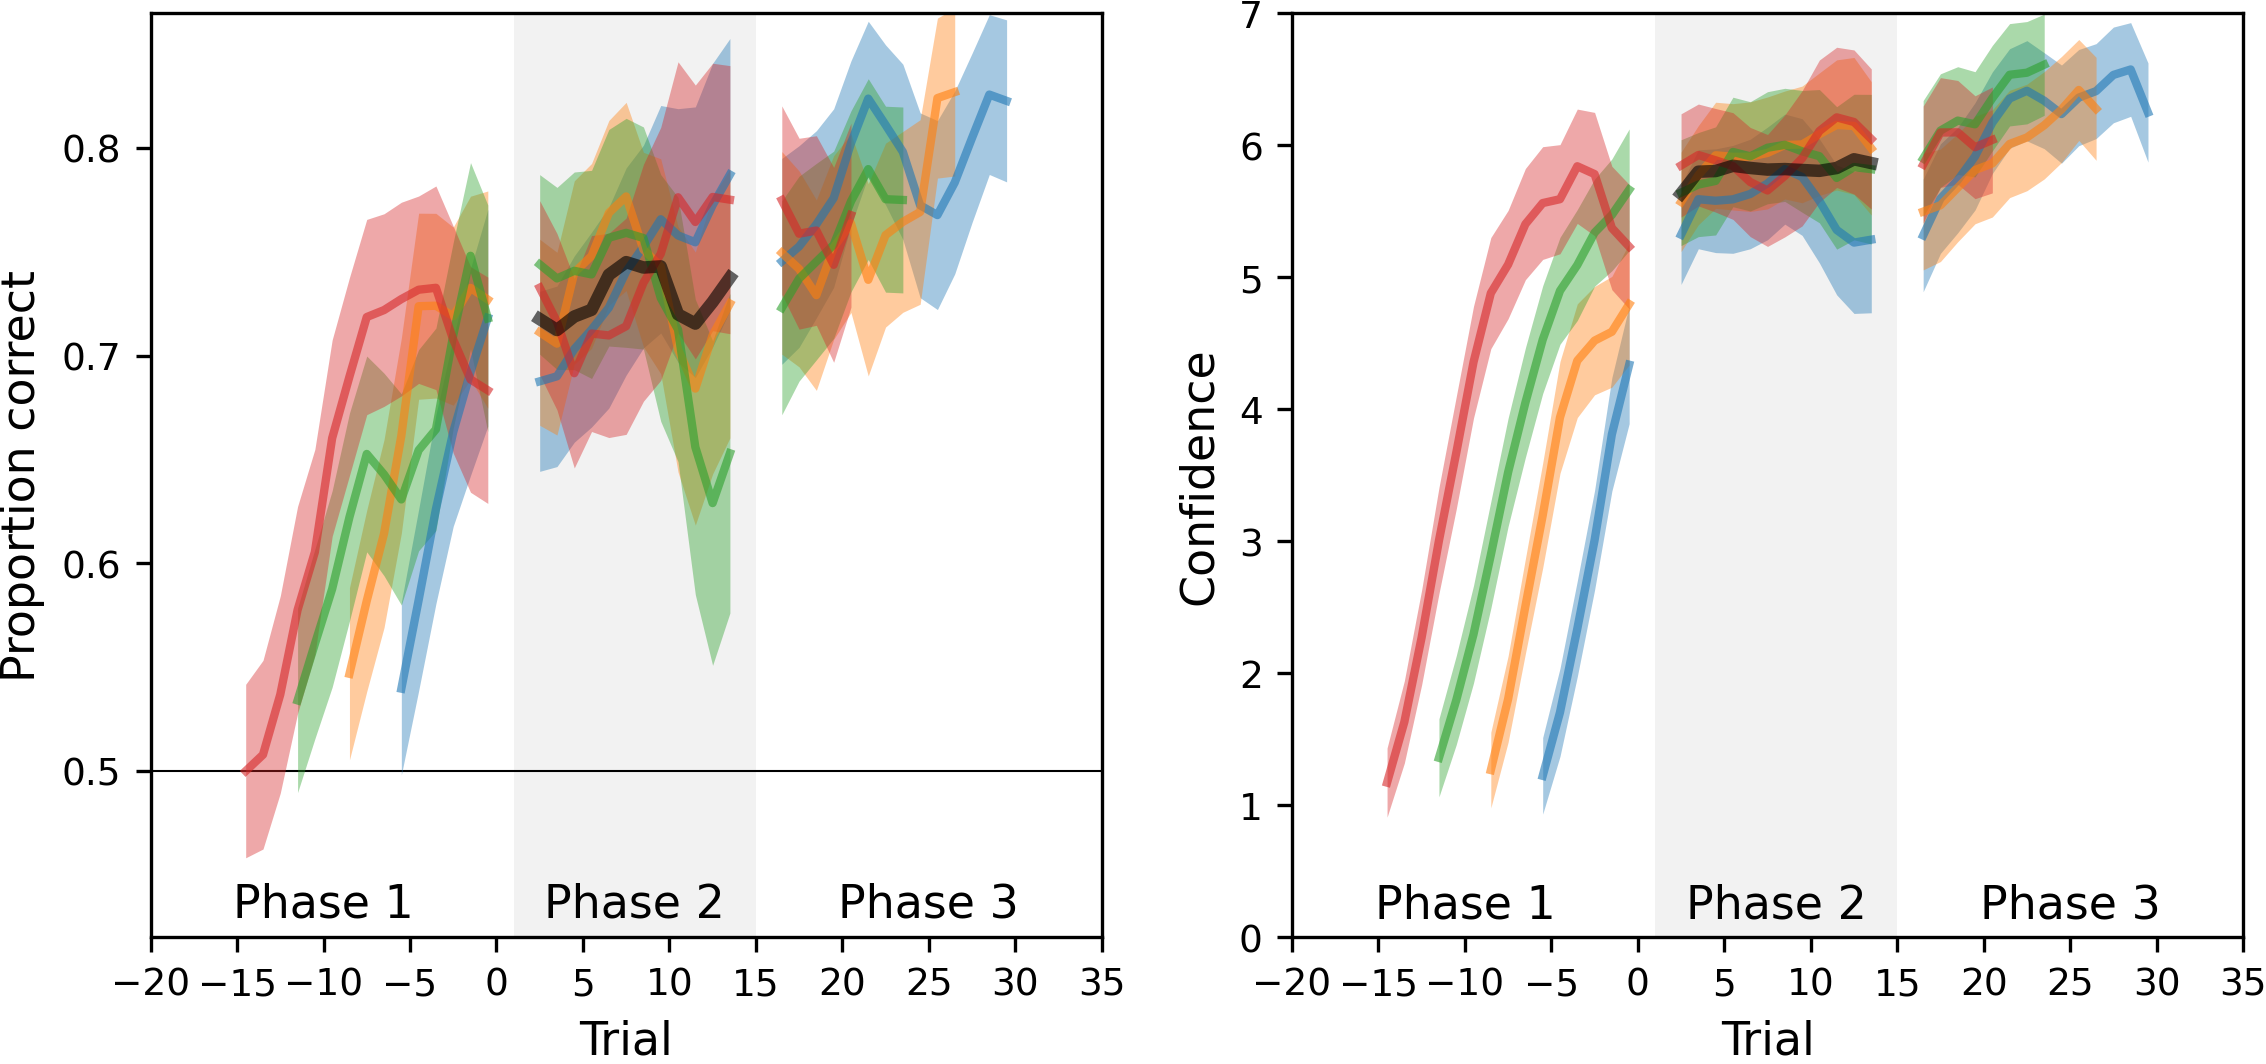 Proportion correct
0.8
0.7
0.6
0.5
Phase 1 Phase 2 Phase 3
−20 −15 −10 −5 0 5 10 15 20 25 30 35
Trial
Confidence
7
6
5
4
3
2
1
0
Phase 1 Phase 2 Phase 3
−20 −15 −10 −5 0 5 10 15 20 25 30 35
Trial